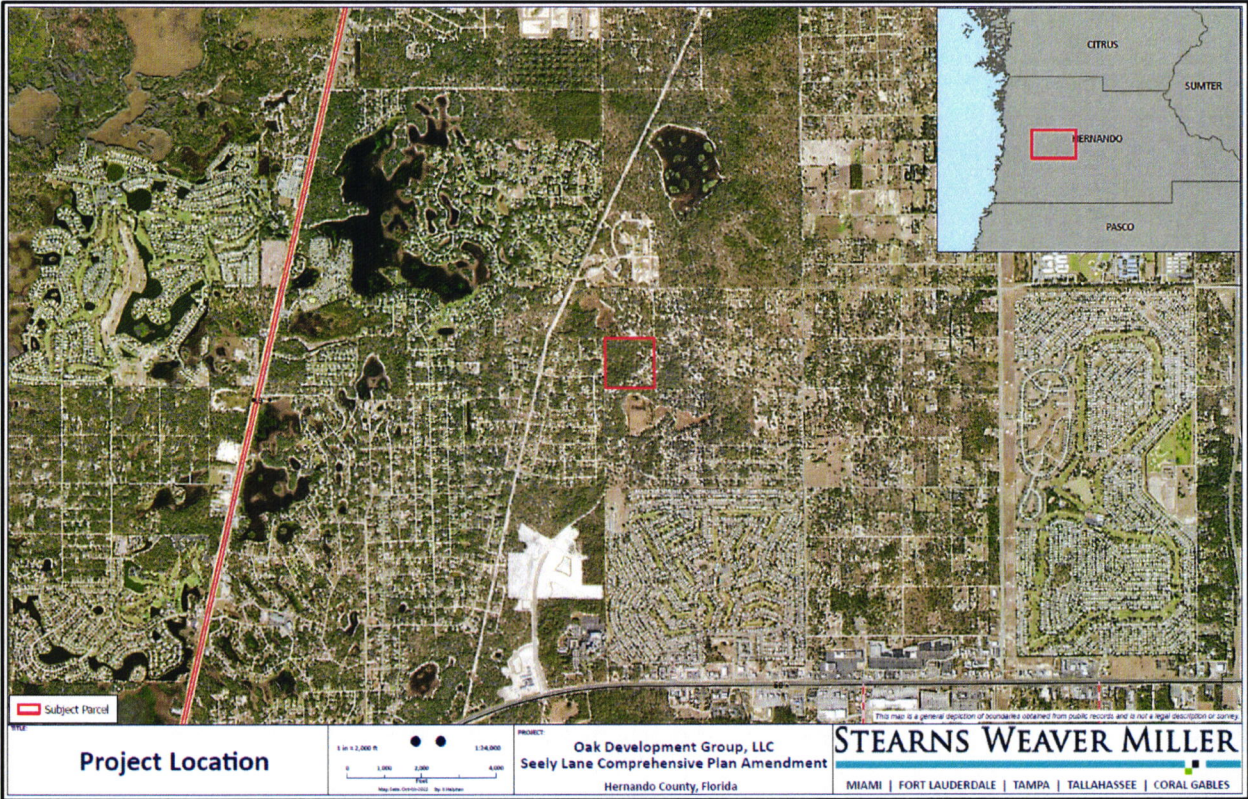 CITRUS
SUMTER
HERNANDO
PASCO
Subject Parcel
This map is a general depiction of boundaries obtained from public records and is not a legal description or survey.
TITLE:
Project Location
1 in = 2,000 ft
1:24,000
0 1,000 2,000 4,000
Feet
PROJECT:
Oak Development Group, LLC
Seely Lane Comprehensive Plan Amendment
Hernando County, Florida
STEARNS WEAVER MILLER
MIAMI | FORT LAUDERDALE | TAMPA | TALLAHASSEE | CORAL GABLES